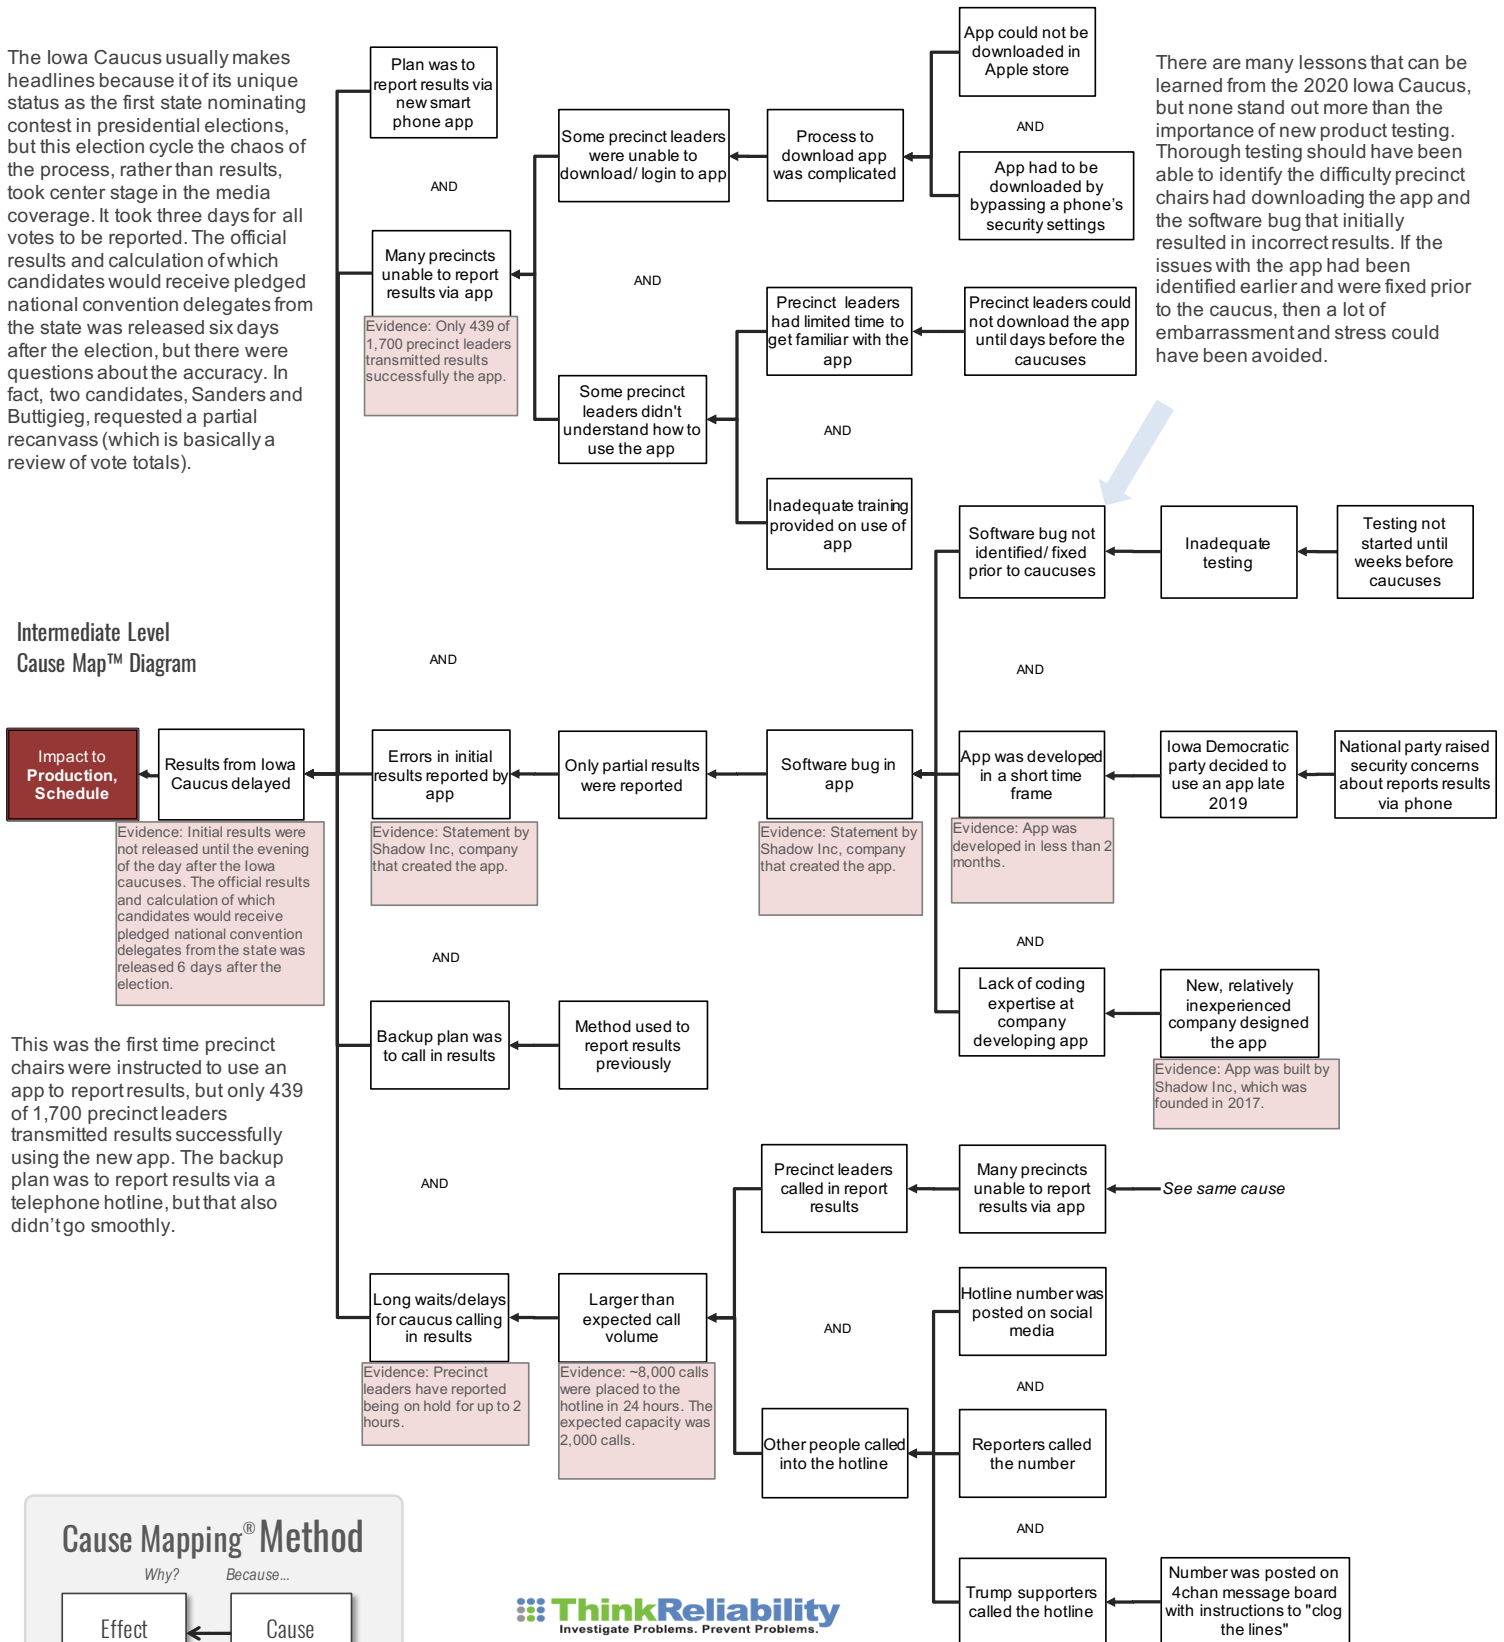 The Iowa Caucus usually makes
headlines because it of its unique
status as the first state nominating
contest in presidential elections,
but this election cycle the chaos of
the process, rather than results,
took center stage in the media
coverage. It took three days for all
votes to be reported. The official
results and calculation of which
candidates would receive pledged
national convention delegates from
the state was released six days
after the election, but there were
questions about the accuracy. In
fact, two candidates, Sanders and
Buttigieg, requested a partial
recanvass (which is basically a
review of vote totals).
Plan was to
report results via
new smart
phone app
AND
Many precincts
unable to report
results via app
Evidence: Only 439 of
1,700 precinct leaders
transmitted results
successfully the app.
Some precinct leaders
were unable to
download/ login to app
Process to
download app
was complicated
App could not be
downloaded in
Apple store
AND
App had to be
downloaded by
bypassing a phone's
security settings
AND
Some precinct
leaders didn't
understand how to
use the app
Precinct leaders
had limited time to
get familiar with the
app
Precinct leaders could
not download the app
until days before the
caucuses
AND
Inadequate training
provided on use of
app
There are many lessons that can be
learned from the 2020 Iowa Caucus,
but none stand out more than the
importance of new product testing.
Thorough testing should have been
able to identify the difficulty precinct
chairs had downloading the app and
the software bug that initially
resulted in incorrect results. If the
issues with the app had been
identified earlier and were fixed prior
to the caucus, then a lot of
embarrassment and stress could
have been avoided.
Software bug not
identified/ fixed
prior to caucuses
Inadequate
testing
Testing not
started until
weeks before
caucuses
Intermediate Level
Cause Map™ Diagram
AND
AND
Impact to
Production,
Schedule
Results from Iowa
Caucus delayed
Evidence: Initial results were
not released until the evening
of the day after the Iowa
caucuses. The official results
and calculation of which
candidates would receive
pledged national convention
delegates from the state was
released 6 days after the
election.
Errors in initial
results reported by
app
Evidence: Statement by
Shadow Inc, company
that created the app.
Only partial results
were reported
Software bug in
app
Evidence: Statement by
Shadow Inc, company
that created the app.
App was developed
in a short time
frame
Evidence: App was
developed in less than 2
months.
Iowa Democratic
party decided to
use an app late
2019
National party raised
security concerns
about reports results
via phone
AND
AND
Backup plan was
to call in results
Method used to
report results
previously
Lack of coding
expertise at
company
developing app
New, relatively
inexperienced
company designed
the app
Evidence: App was built by
Shadow Inc, which was
founded in 2017.
This was the first time precinct
chairs were instructed to use an
app to report results, but only 439
of 1,700 precinct leaders
transmitted results successfully
using the new app. The backup
plan was to report results via a
telephone hotline, but that also
didn't go smoothly.
AND
Precinct leaders
called in report
results
Many precincts
unable to report
results via app
See same cause
Long waits/delays
for caucus calling
in results
Evidence: Precinct
leaders have reported
being on hold for up to 2
hours.
Larger than
expected call
volume
Evidence: ~8,000 calls
were placed to the
hotline in 24 hours. The
expected capacity was
2,000 calls.
AND
Other people called
into the hotline
Hotline number was
posted on social
media
AND
Reporters called
the number
AND
Trump supporters
called the hotline
Number was posted on
4chan message board
with instructions to "clog
the lines"
Cause Mapping® Method
Why? Because...
Effect
Cause
ThinkReliability
Investigate Problems. Prevent Problems.